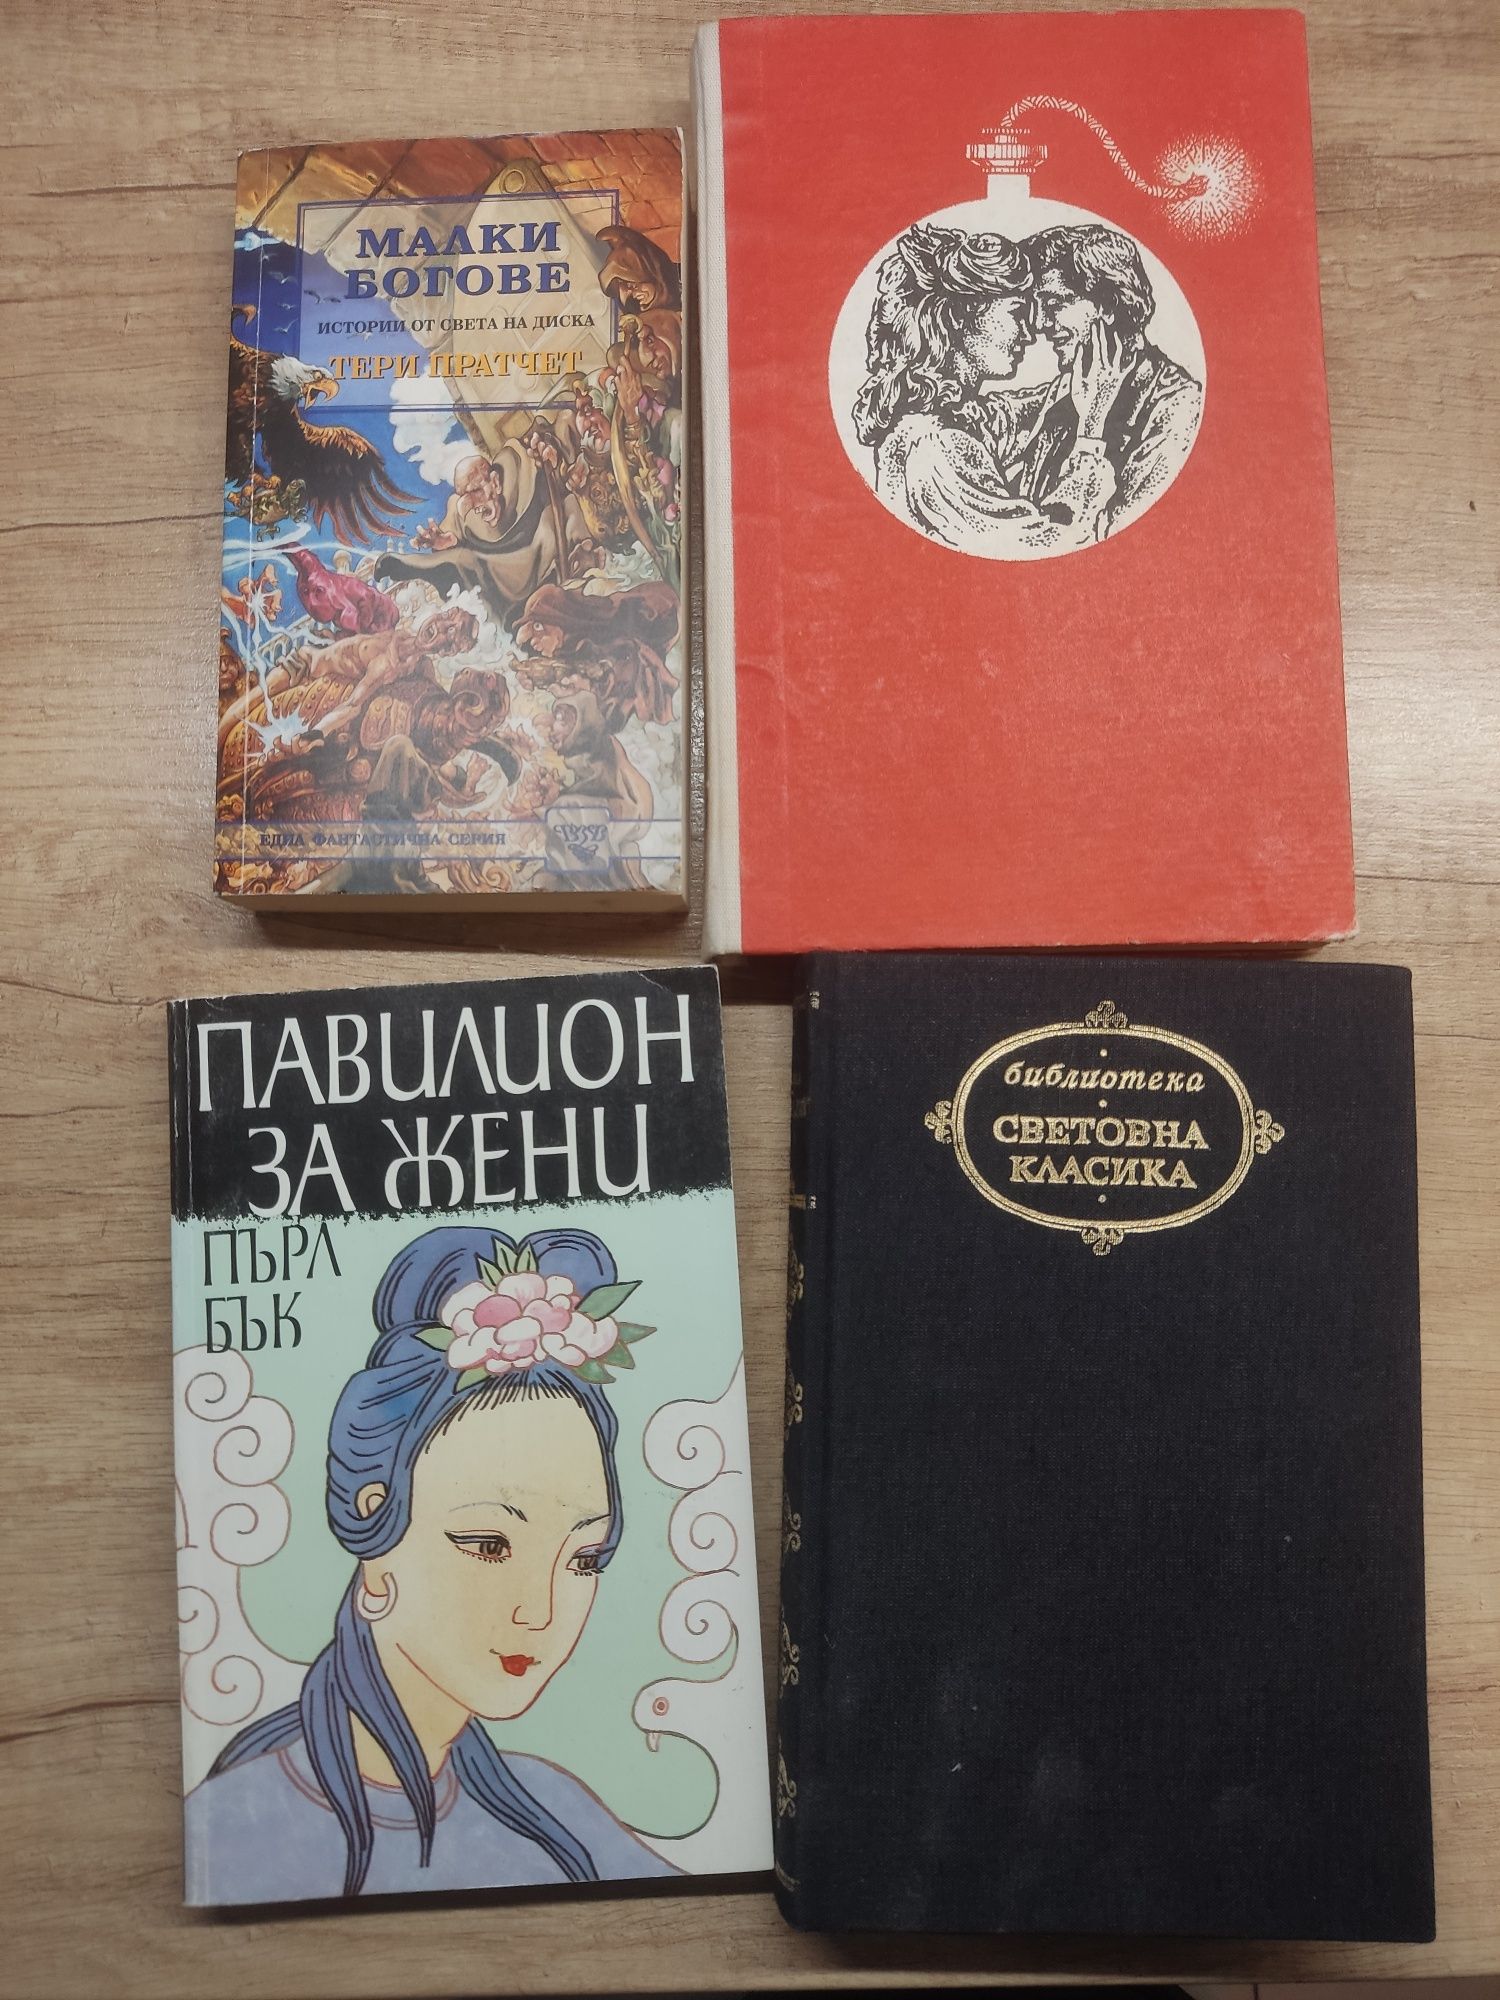 МАЛКИ
БОГОВЕ
ИСТОРИИ ОТ СВЕТА НА ДИСКА
ТЕРИ ПРАТЧЕТ
ЕДНА ФАНТАСТИЧНА СЕРИЯ
ПАВИЛИОН
ЗА ЖЕНИ
ПЪРЛ
БЪК
библиотека
СВЕТОВНА
КЛАСИКА